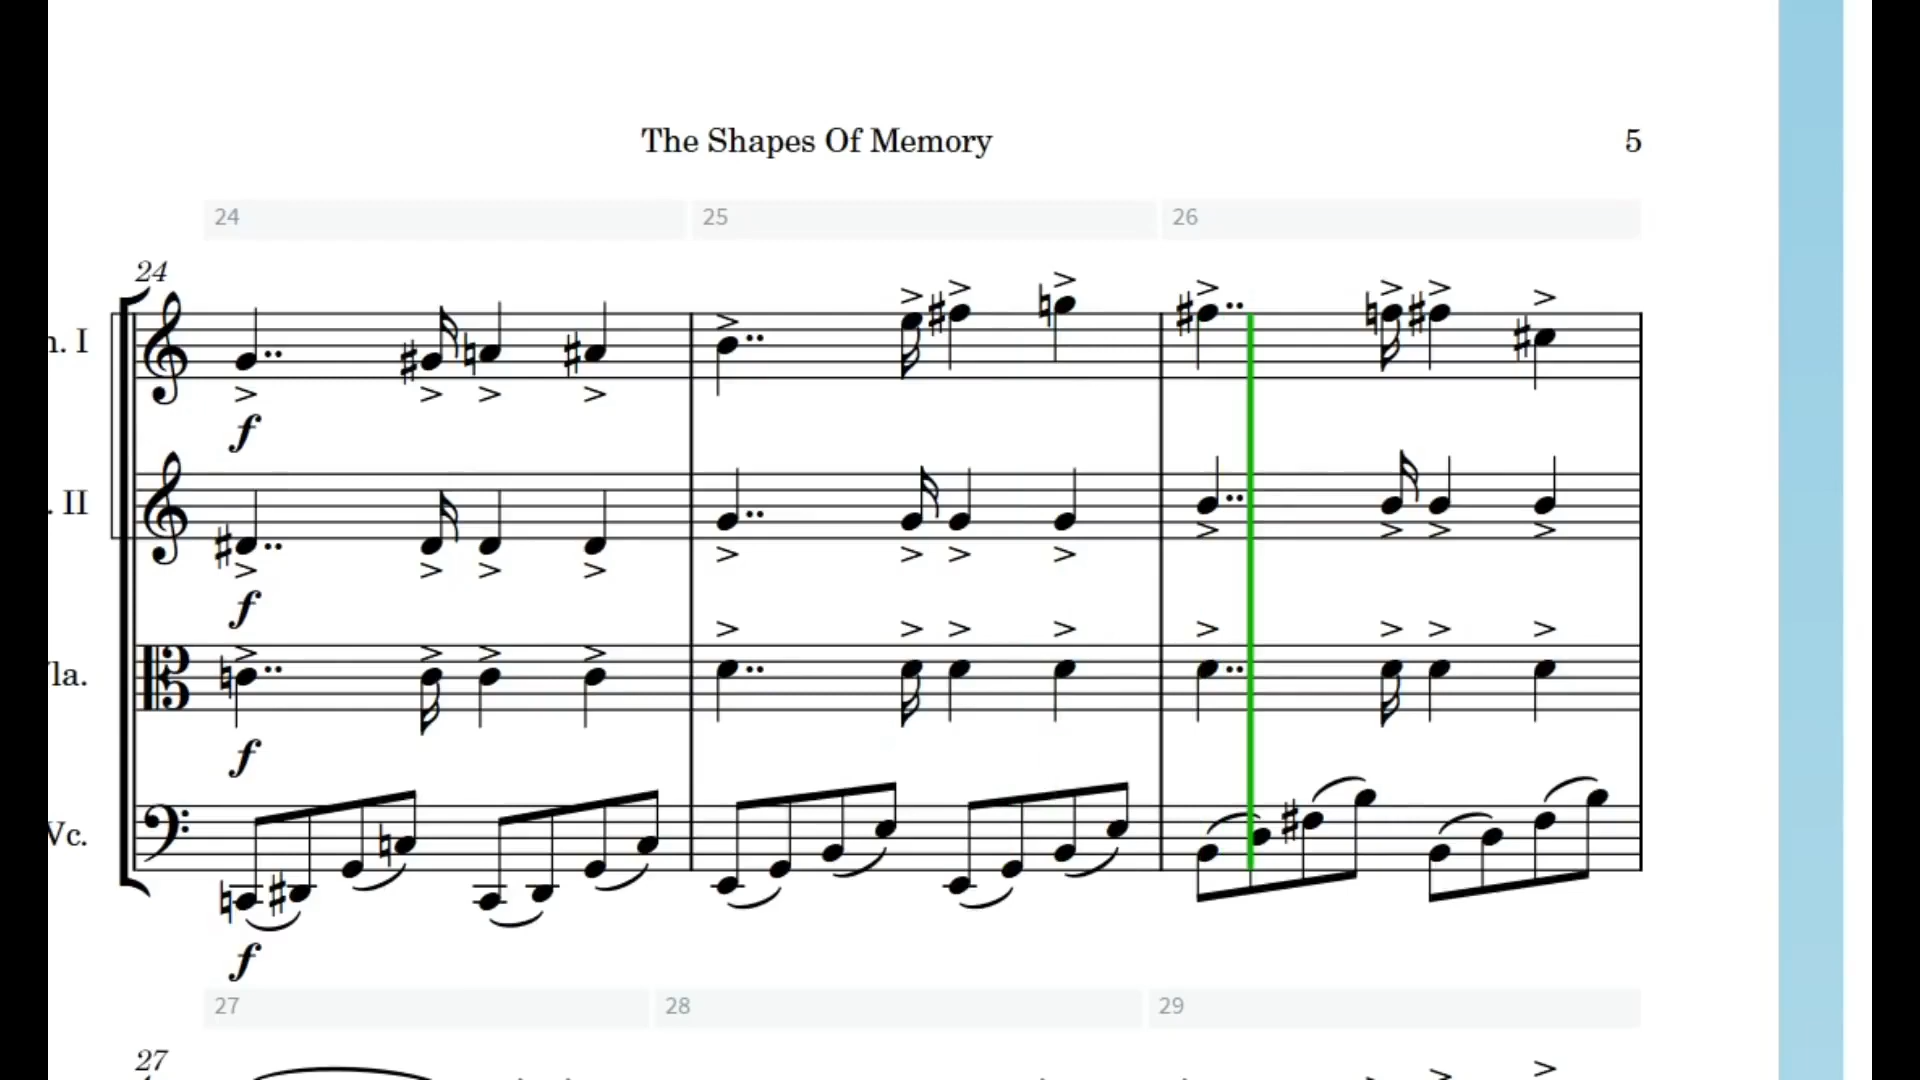 The Shapes Of Memory 5
24 25 26
24
n. I
f
. II
f
la.
f
Vc.
f
27 28 29
27